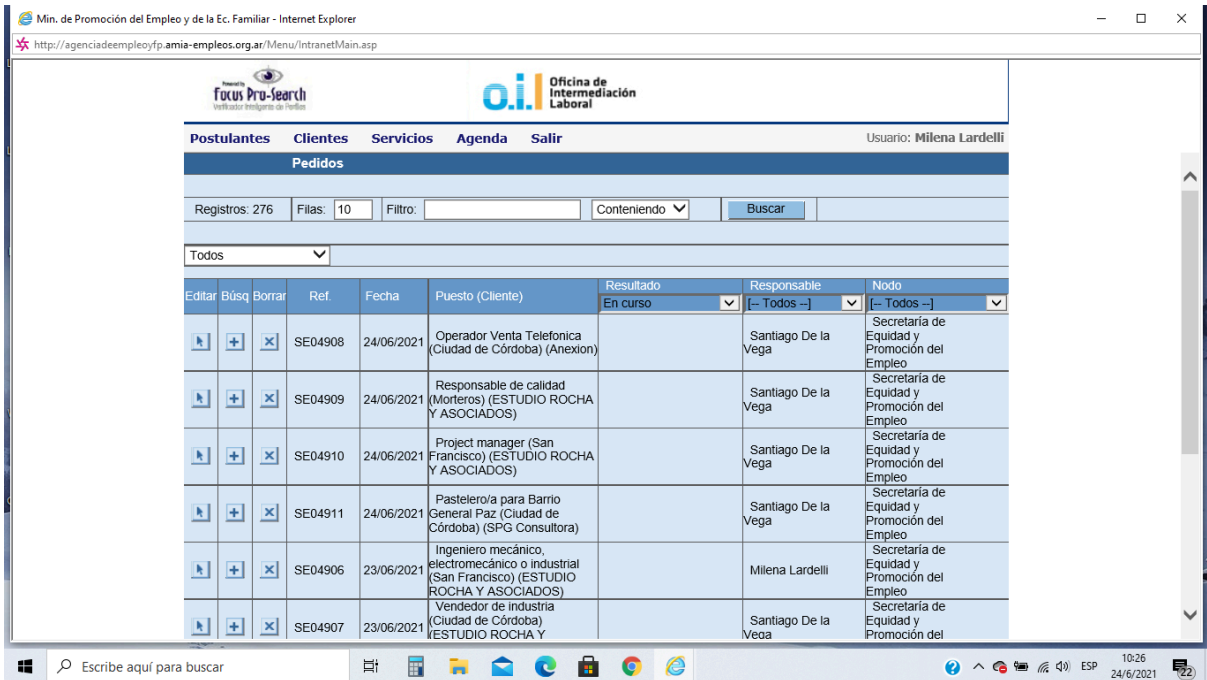 Min. de Promoción del Empleo y de la Ec. Familiar - Internet Explorer
http://agenciadeempleoyfp.amia-empleos.org.ar/Menu/IntranetMain.asp
Powered by
Focus Pro-Search
Verificador Inteligente de Perfiles
o.i.l.
Oficina de
Intermediación
Laboral
Postulantes Clientes Servicios Agenda Salir Usuario: Milena Lardelli
Pedidos
Registros: 276 Filas: 10 Filtro: Conteniendo Buscar
Todos
Editar Búsq Borrar Ref. Fecha Puesto (Cliente) Resultado Responsable Nodo
En curso [-- Todos --] [-- Todos --]
SE04908 24/06/2021
Operador Venta Telefonica
(Ciudad de Córdoba) (Anexion)
Santiago De la
Vega
Secretaría de
Equidad y
Promoción del
Empleo
SE04909 24/06/2021
Responsable de calidad
(Morteros) (ESTUDIO ROCHA
Y ASOCIADOS)
Santiago De la
Vega
Secretaría de
Equidad y
Promoción del
Empleo
SE04910 24/06/2021
Project manager (San
Francisco) (ESTUDIO ROCHA
Y ASOCIADOS)
Santiago De la
Vega
Secretaría de
Equidad y
Promoción del
Empleo
SE04911 24/06/2021
Pastelero/a para Barrio
General Paz (Ciudad de
Córdoba) (SPG Consultora)
Santiago De la
Vega
Secretaría de
Equidad y
Promoción del
Empleo
SE04906 23/06/2021
Ingeniero mecánico,
electromecánico o industrial
(San Francisco) (ESTUDIO
ROCHA Y ASOCIADOS)
Milena Lardelli
Secretaría de
Equidad y
Promoción del
Empleo
SE04907 23/06/2021
Vendedor de industria
(Ciudad de Córdoba)
(ESTUDIO ROCHA Y
Santiago De la
Vega
Secretaría de
Equidad y
Promoción del
Escribe aquí para buscar
ESP
10:26
24/6/2021
22